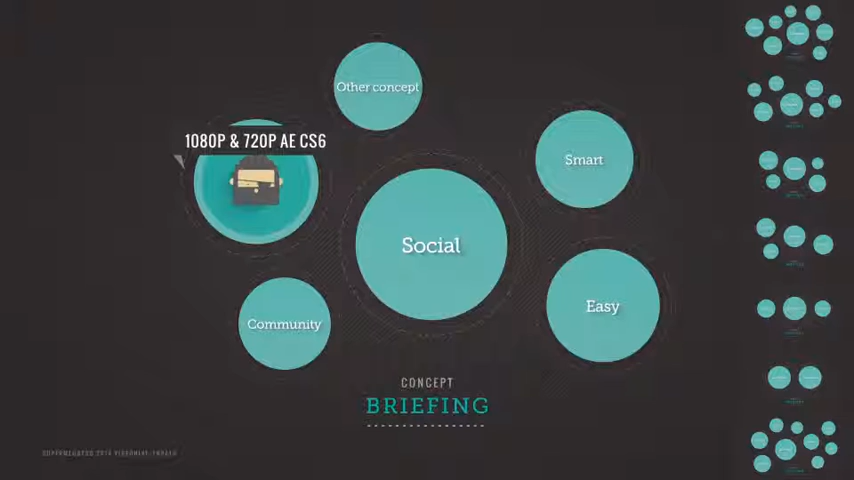 Other concept
1080P & 720P AE CS6
Smart
Social
Easy
Community
CONCEPT
BRIEFING